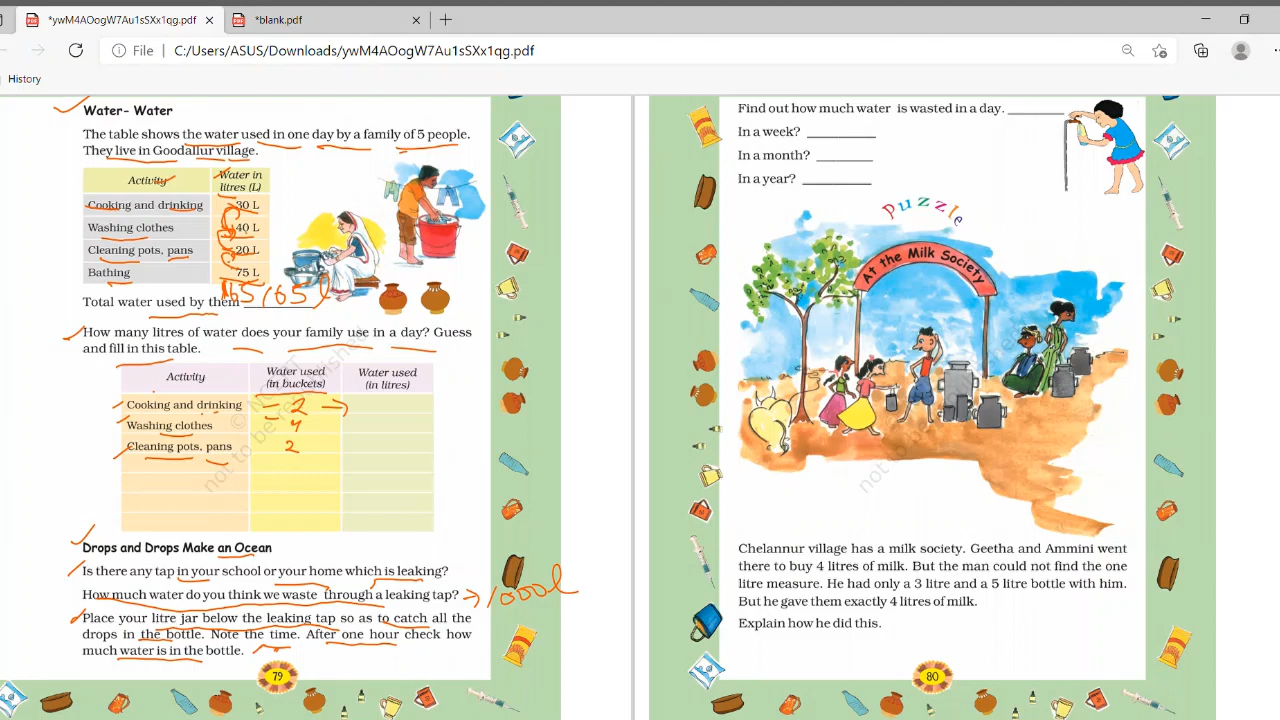 *ywM4AOogW7Au1sSXx1qg.pdf
*blank.pdf
File
C:/Users/ASUS/Downloads/ywM4AOogW7Au1sSXx1qg.pdf
History
Water- Water
The table shows the water used in one day by a family of 5 people.
They live in Goodallur village.
Activity Water in litres (L)
Cooking and drinking 30 L
Washing clothes 40 L
Cleaning pots, pans 20 L
Bathing 75 L
Total water used by them 165 l
How many litres of water does your family use in a day? Guess
and fill in this table.
Activity Water used (in buckets) Water used (in litres)
Cooking and drinking 2
Washing clothes 4
Cleaning pots, pans 2
Drops and Drops Make an Ocean
Is there any tap in your school or your home which is leaking?
How much water do you think we waste through a leaking tap? → 1000l
Place your litre jar below the leaking tap so as to catch all the
drops in the bottle. Note the time. After one hour check how
much water is in the bottle.
79
Find out how much water is wasted in a day. ________
In a week? __________
In a month? ________
In a year? __________
Puzzle
At the Milk Society
Chelannur village has a milk society. Geetha and Ammini went
there to buy 4 litres of milk. But the man could not find the one
litre measure. He had only a 3 litre and a 5 litre bottle with him.
But he gave them exactly 4 litres of milk.
Explain how he did this.
80